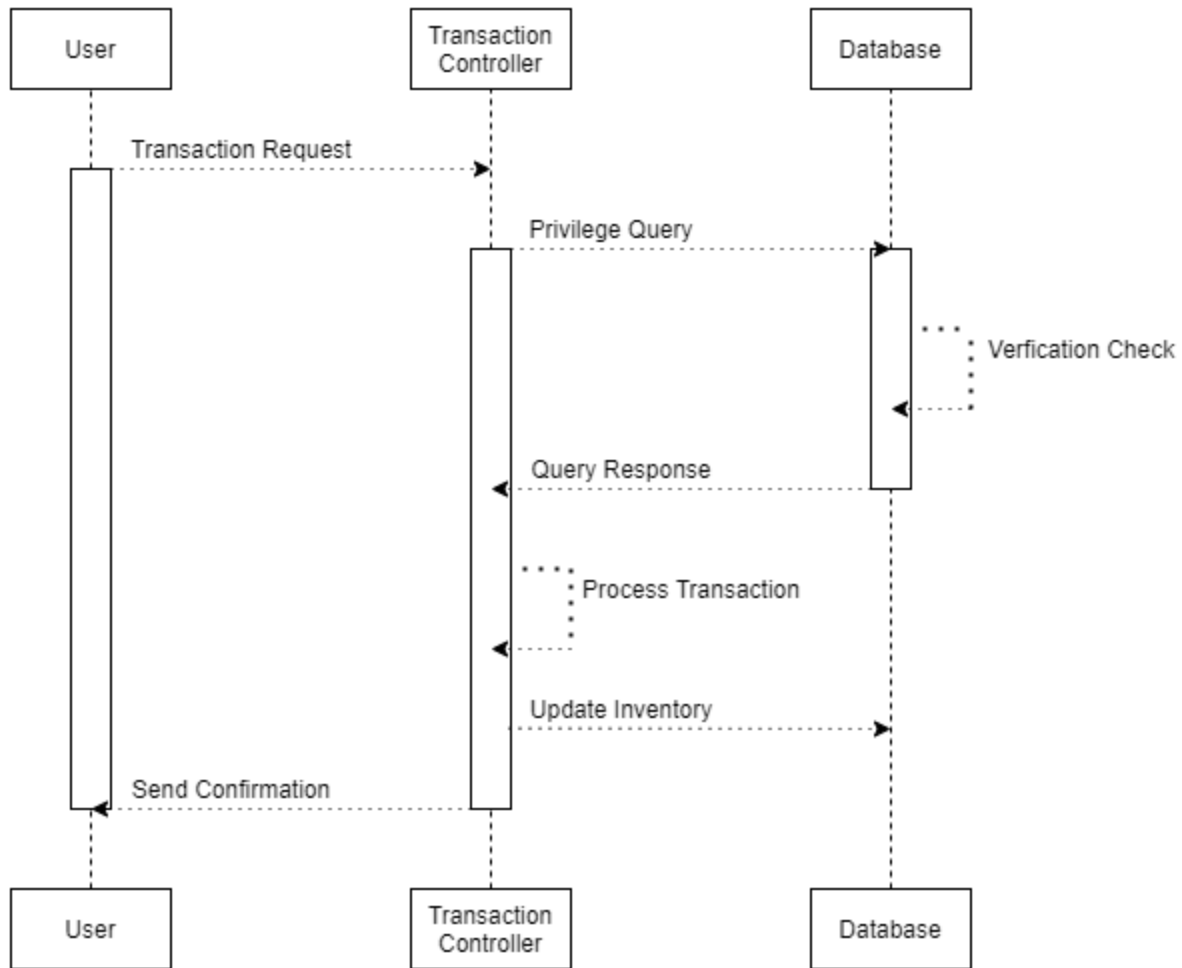 User
Transaction
Controller
Database
Transaction Request
Privilege Query
Verfication Check
Query Response
Process Transaction
Update Inventory
Send Confirmation
User
Transaction
Controller
Database